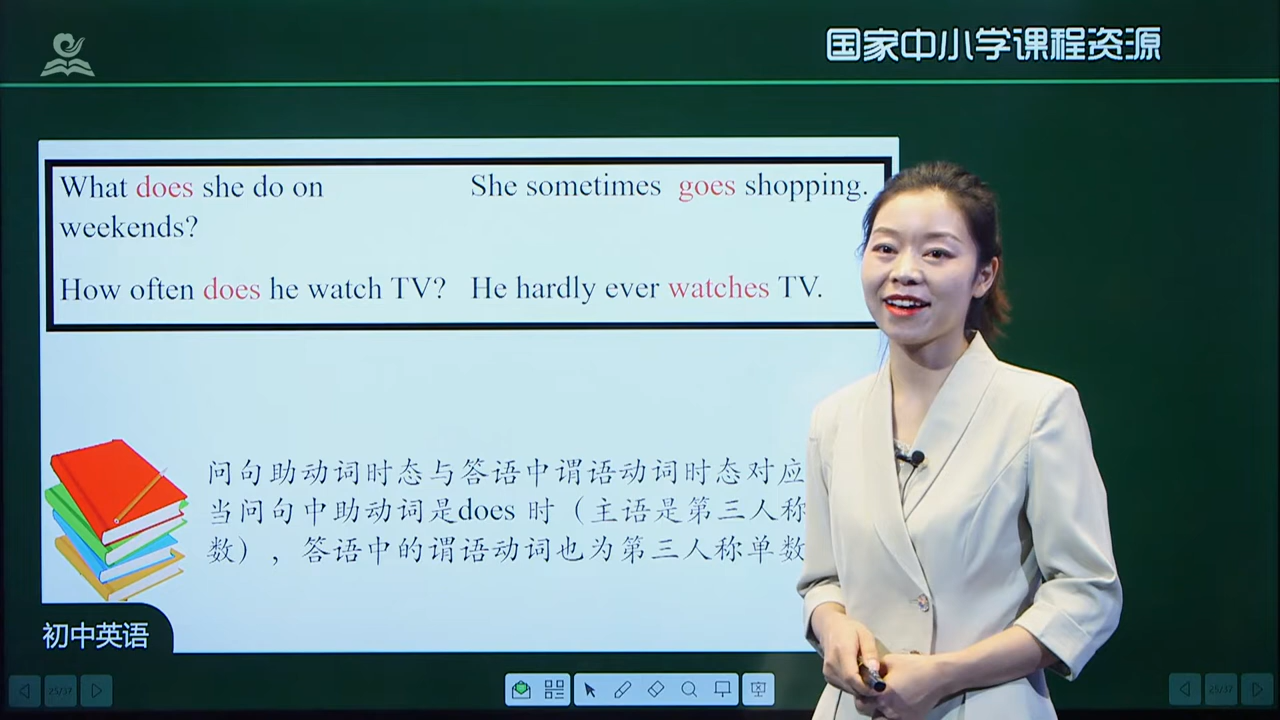 国家中小学课程资源
What does she do on
weekends?
She sometimes goes shopping.
How often does he watch TV?
He hardly ever watches TV.
问句助动词时态与答语中谓语动词时态对应
当问句中助动词是does 时（主语是第三人称
数），答语中的谓语动词也为第三人称单数
初中英语
25/37
25/37